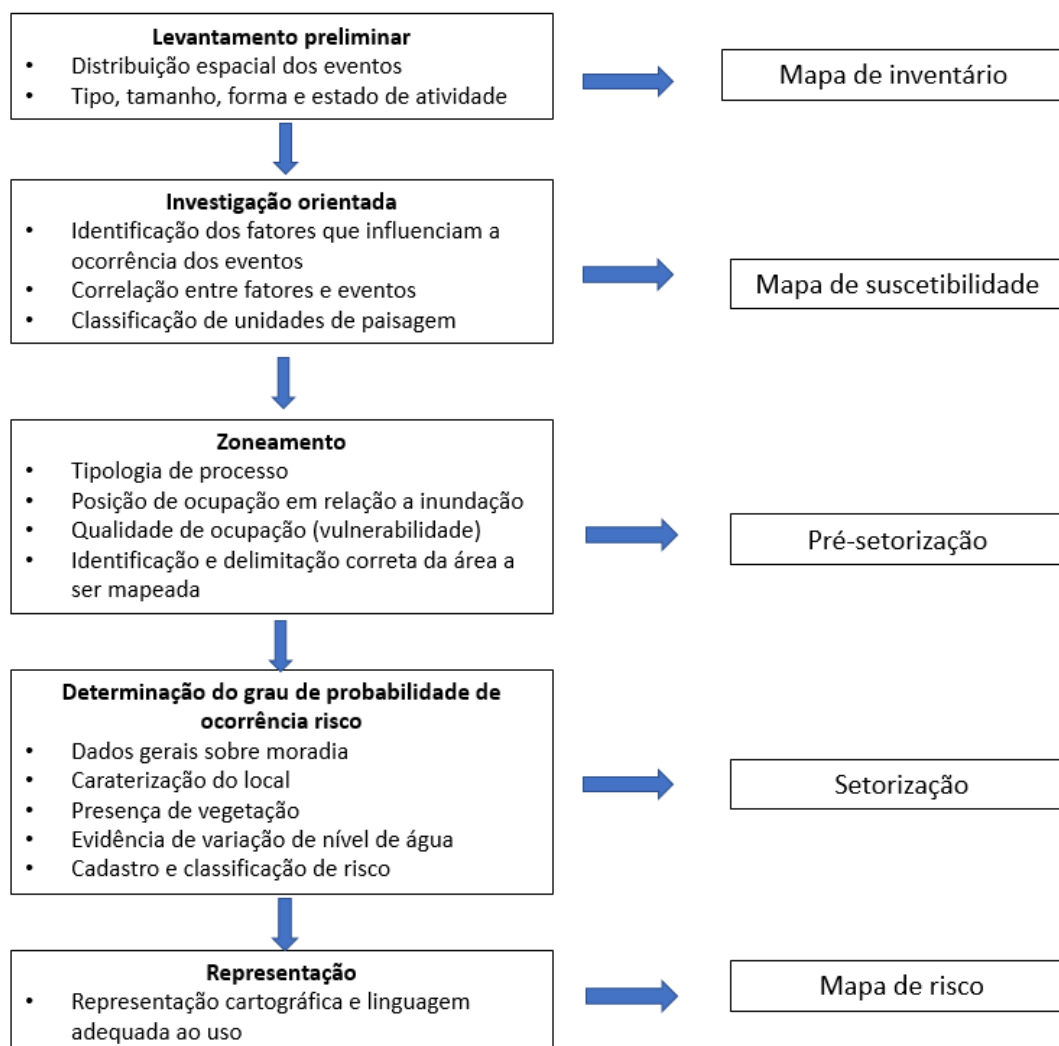 Levantamento preliminar
• Distribuição espacial dos eventos
• Tipo, tamanho, forma e estado de atividade
Mapa de inventário
Investigação orientada
• Identificação dos fatores que influenciam a
ocorrência dos eventos
• Correlação entre fatores e eventos
• Classificação de unidades de paisagem
Mapa de suscetibilidade
Zoneamento
• Tipologia de processo
• Posição de ocupação em relação a inundação
• Qualidade de ocupação (vulnerabilidade)
• Identificação e delimitação correta da área a
ser mapeada
Pré-setorização
Determinação do grau de probabilidade de
ocorrência risco
• Dados gerais sobre moradia
• Caraterização do local
• Presença de vegetação
• Evidência de variação de nível de água
• Cadastro e classificação de risco
Setorização
Representação
• Representação cartográfica e linguagem
adequada ao uso
Mapa de risco